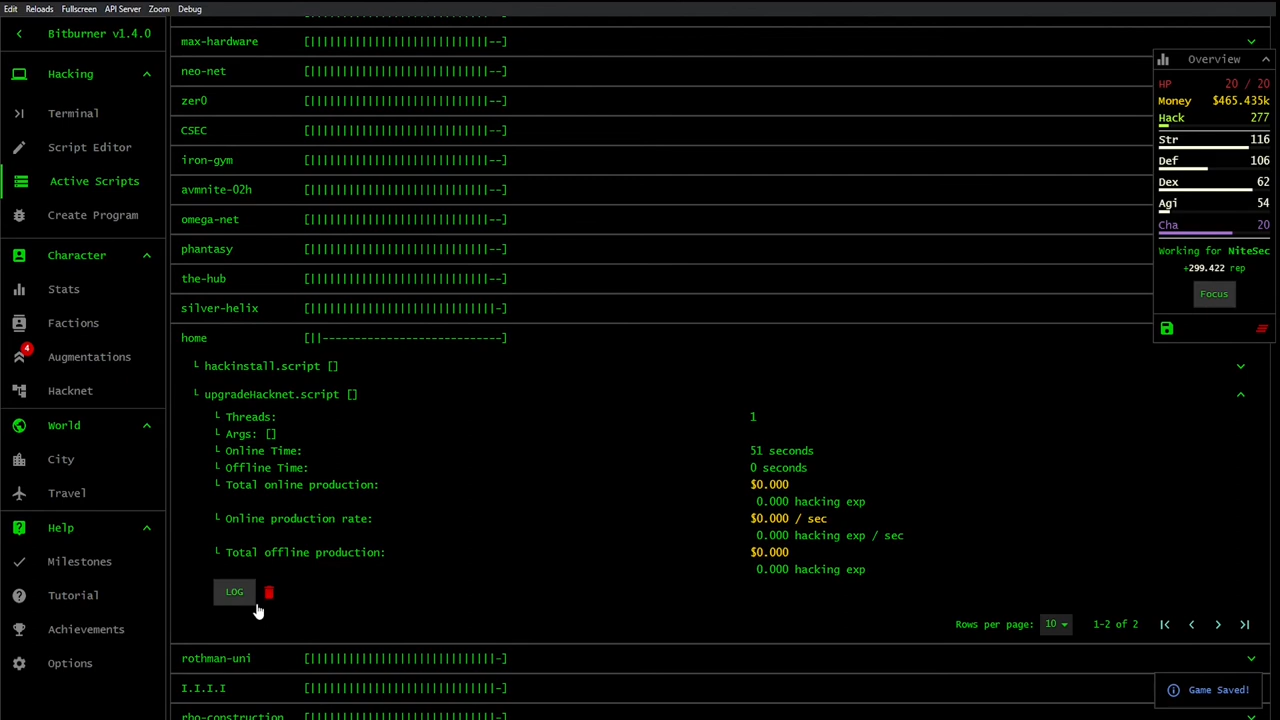 Edit Reloads Fullscreen API Server Zoom Debug
Bitburner v1.4.0
Hacking
Terminal
Script Editor
Active Scripts
Create Program
Character
Stats
Factions
4
Augmentations
Hacknet
World
City
Travel
Help
Milestones
Tutorial
Achievements
Options
max-hardware [|||||||||||||||||||||||||||||--]
neo-net [|||||||||||||||||||||||||||||--]
zer0 [|||||||||||||||||||||||||||||--]
CSEC [|||||||||||||||||||||||||||||--]
iron-gym [|||||||||||||||||||||||||||||--]
avmnite-02h [|||||||||||||||||||||||||||||--]
omega-net [|||||||||||||||||||||||||||||--]
phantasy [|||||||||||||||||||||||||||||--]
the-hub [|||||||||||||||||||||||||||||--]
silver-helix [||||||||||||||||||||||||||||||-]
home [||----------------------------]
└ hackinstall.script []
└ upgradeHacknet.script []
└ Threads: 1
└ Args: []
└ Online Time: 51 seconds
└ Offline Time: 0 seconds
└ Total online production: $0.000
0.000 hacking exp
└ Online production rate: $0.000 / sec
0.000 hacking exp / sec
└ Total offline production: $0.000
0.000 hacking exp
LOG
Rows per page: 10 1-2 of 2
rothman-uni [||||||||||||||||||||||||||||||-]
I.I.I.I [||||||||||||||||||||||||||||||-]
rho-construction [||||||||||||||||||||||||||||||-]
Overview
HP 20 / 20
Money $465.435k
Hack 277
Str 116
Def 106
Dex 62
Agi 54
Cha 20
Working for NiteSec
+299.422 rep
Focus
Game Saved!